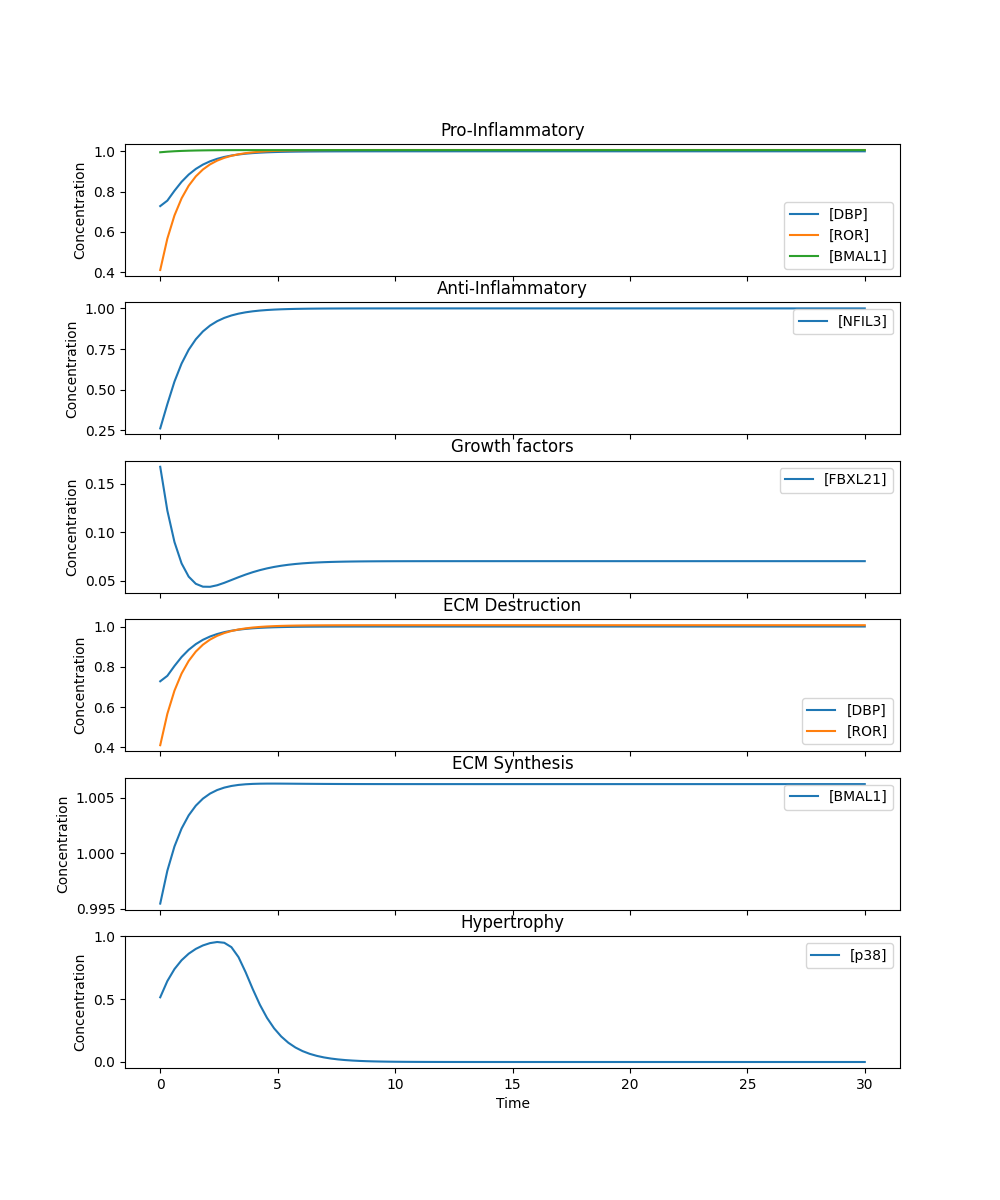 Pro-Inflammatory
Concentration
1.0
0.8
0.6
0.4
[DBP]
[ROR]
[BMAL1]
Anti-Inflammatory
Concentration
1.00
0.75
0.50
0.25
[NFIL3]
Growth factors
Concentration
0.15
0.10
0.05
[FBXL21]
ECM Destruction
Concentration
1.0
0.8
0.6
0.4
[DBP]
[ROR]
ECM Synthesis
Concentration
1.005
1.000
0.995
[BMAL1]
Hypertrophy
Concentration
1.0
0.5
0.0
[p38]
0 5 10 15 20 25 30
Time